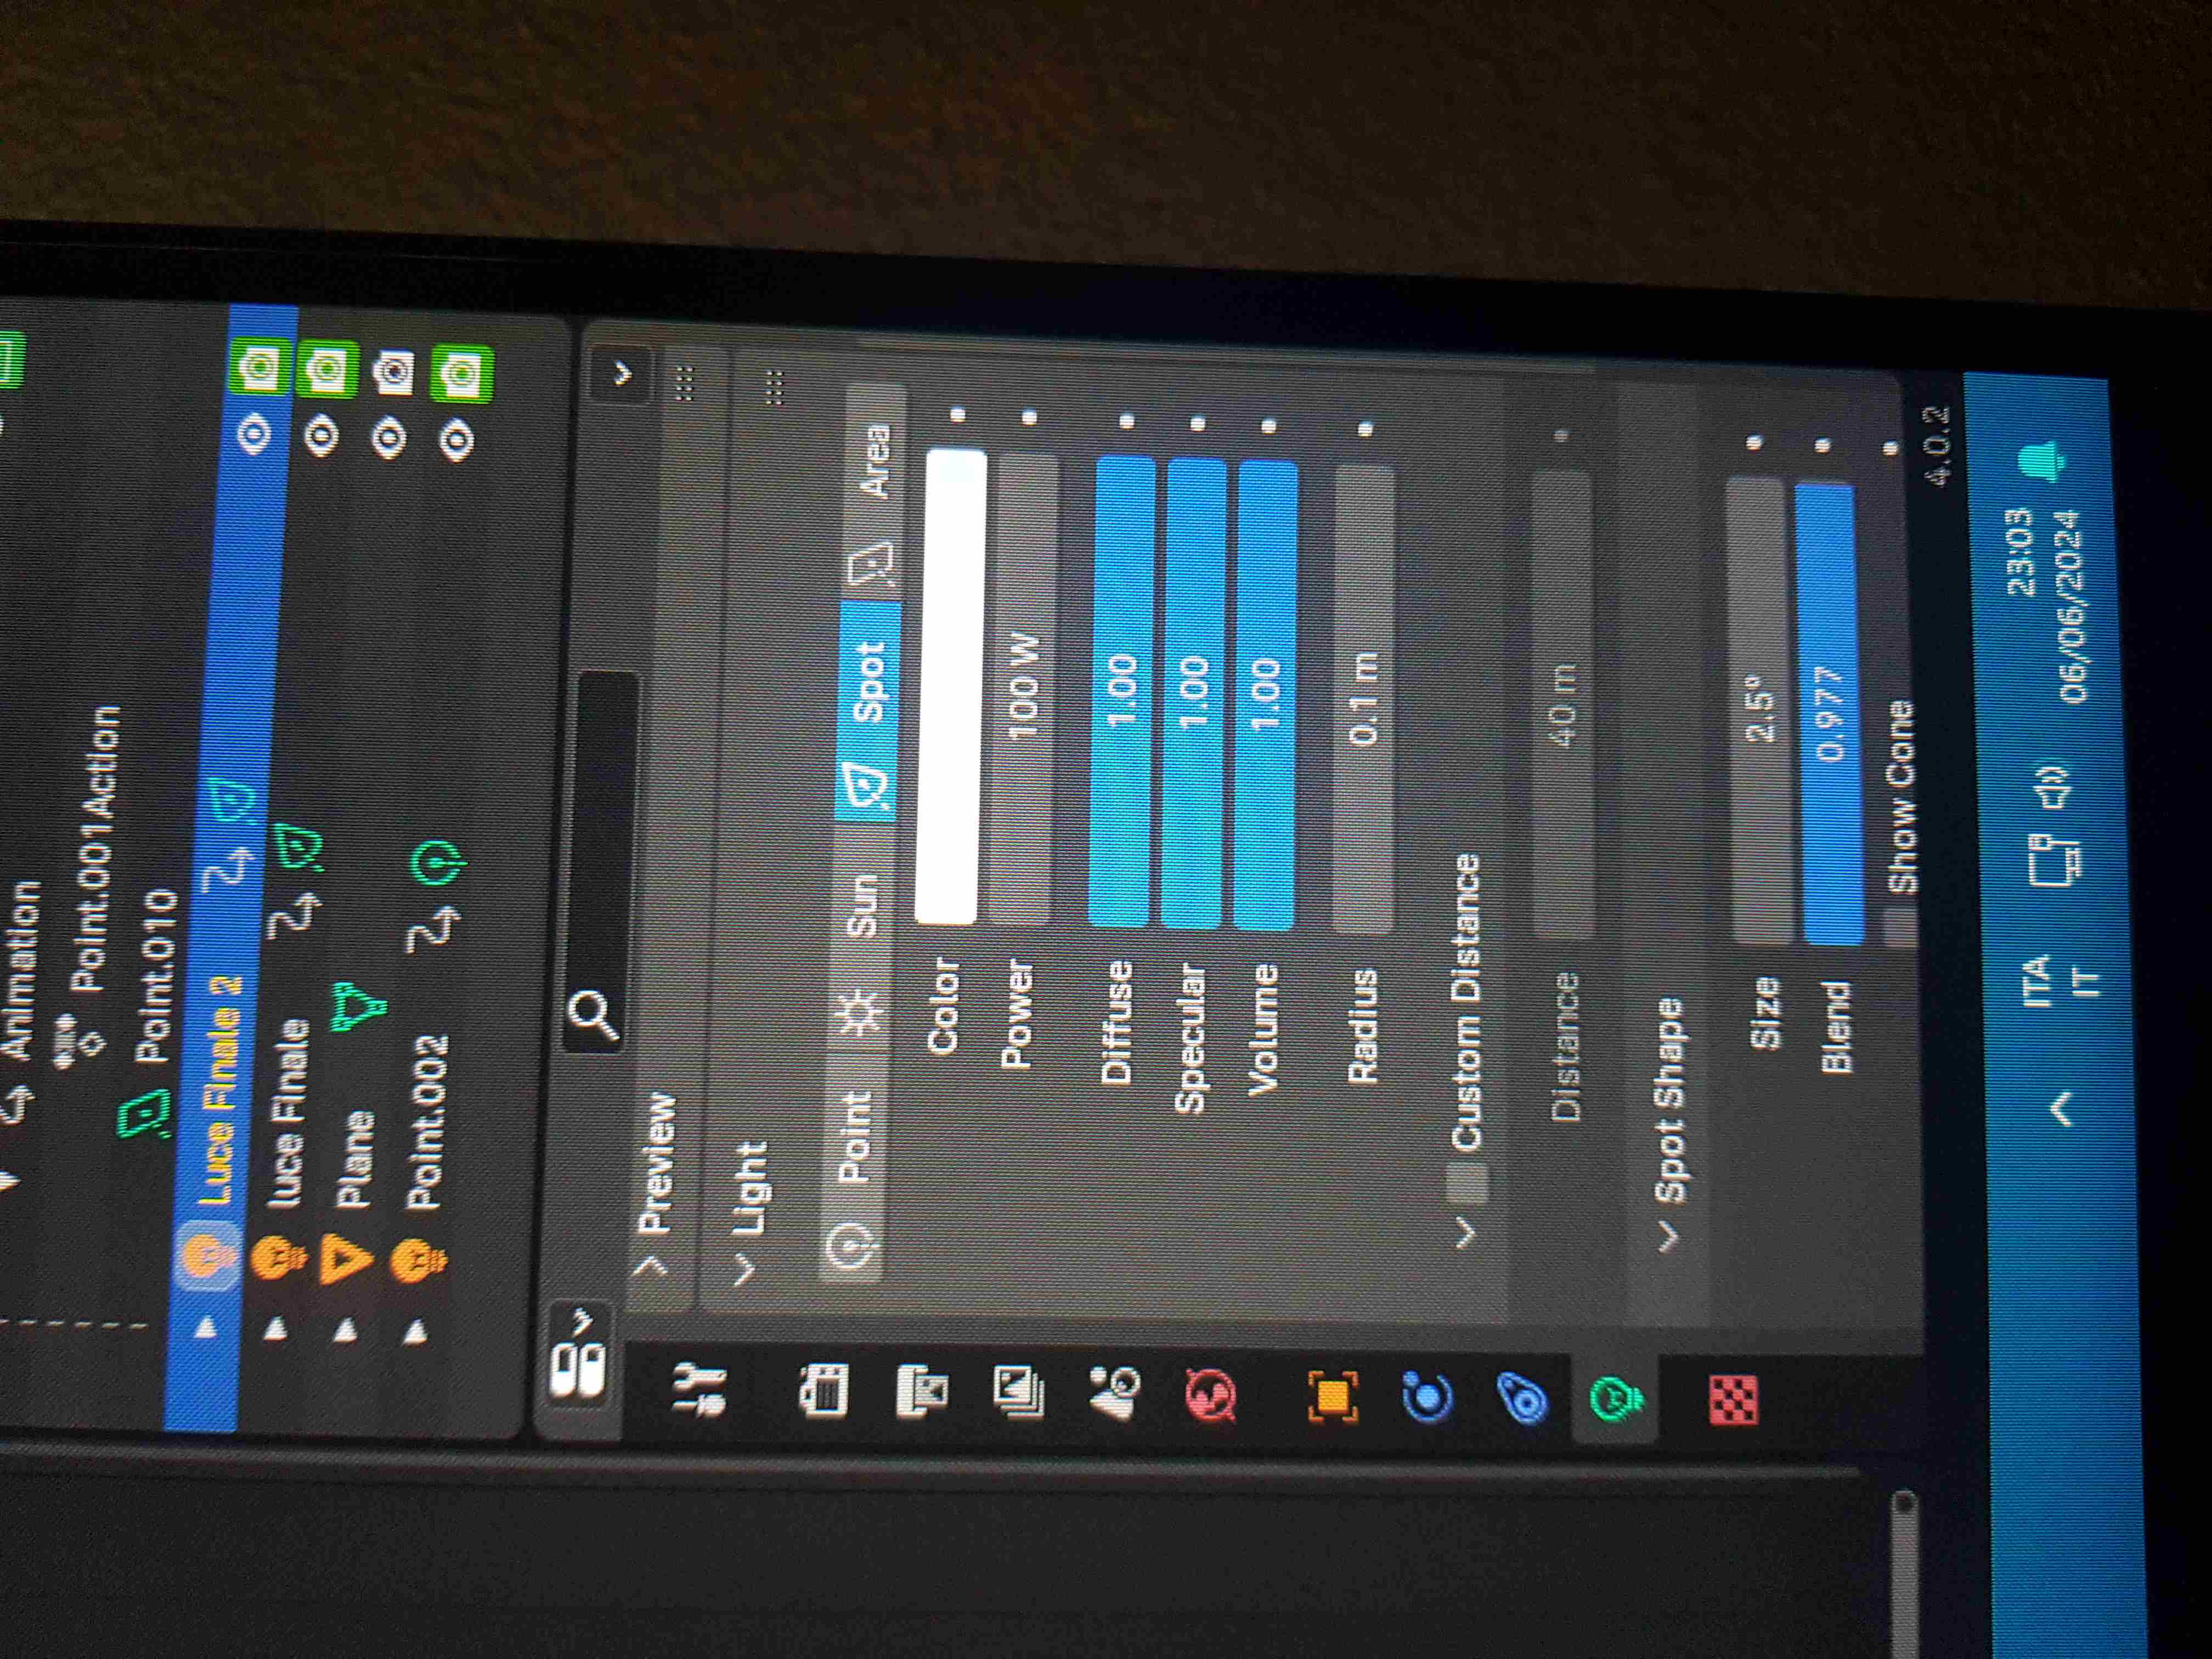 Animation
Point.001Action
Point.010
Luce Finale 2
luce Finale
Plane
Point.002
Preview
Light
Point Sun Spot Area
Color
Power 100 W
Diffuse 1.00
Specular 1.00
Volume 1.00
Radius 0.1 m
Custom Distance
Distance 40 m
Spot Shape
Size 2.5°
Blend 0.977
Show Cone
4.0.2
ITA 23:03
IT 06/06/2024